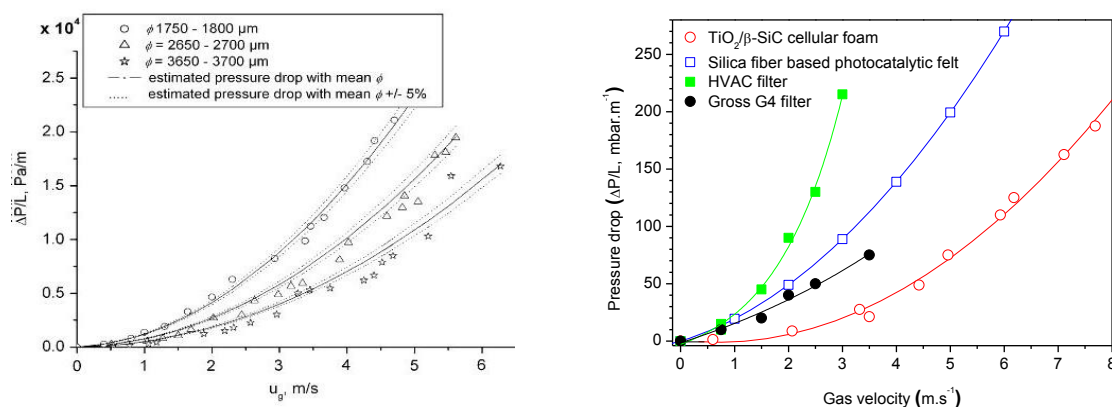 x 10⁴
ϕ 1750 - 1800 µm
ϕ = 2650 - 2700 µm
ϕ = 3650 - 3700 µm
estimated pressure drop with mean ϕ
estimated pressure drop with mean ϕ +/- 5%
2.5
2.0
1.5
1.0
0.5
0.0
ΔP/L, Pa/m
0 1 2 3 4 5 6
u_g, m/s
TiO₂/β-SiC cellular foam
Silica fiber based photocatalytic felt
HVAC filter
Gross G4 filter
250
200
150
100
50
0
Pressure drop (ΔP/L, mbar.m⁻¹)
0 1 2 3 4 5 6 7 8
Gas velocity (m.s⁻¹)